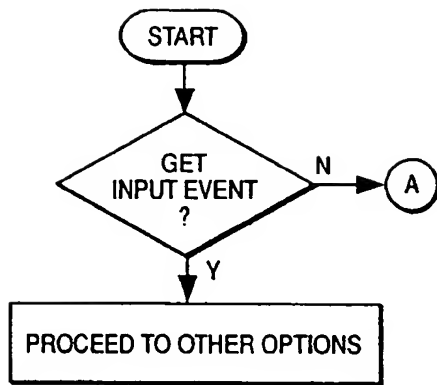 START
GET
INPUT EVENT
?
N
A
Y
PROCEED TO OTHER OPTIONS